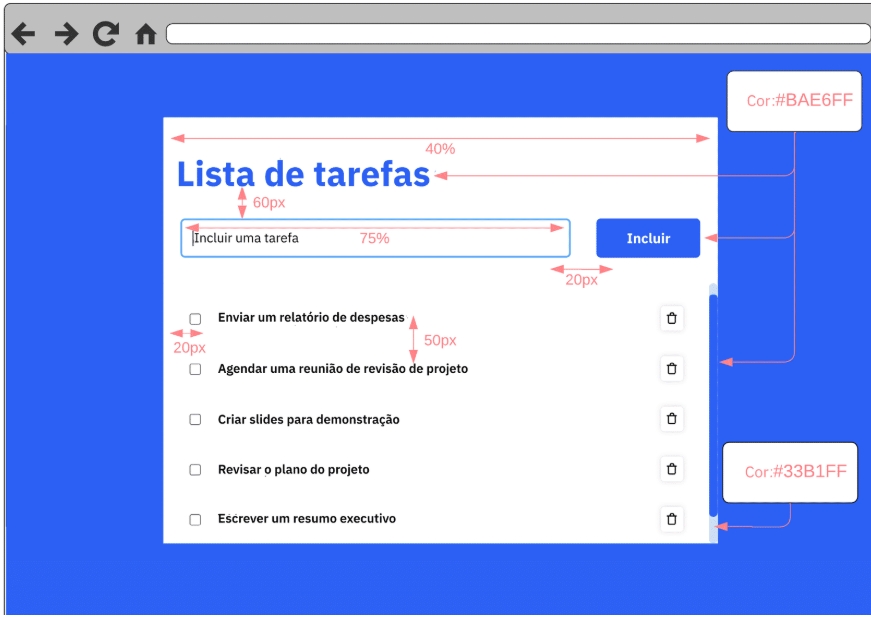 Cor:#BAE6FF
40%
Lista de tarefas
60px
Incluir uma tarefa
75%
Incluir
20px
Enviar um relatório de despesas
20px
50px
Agendar uma reunião de revisão de projeto
Criar slides para demonstração
Revisar o plano do projeto
Cor:#33B1FF
Escrever um resumo executivo